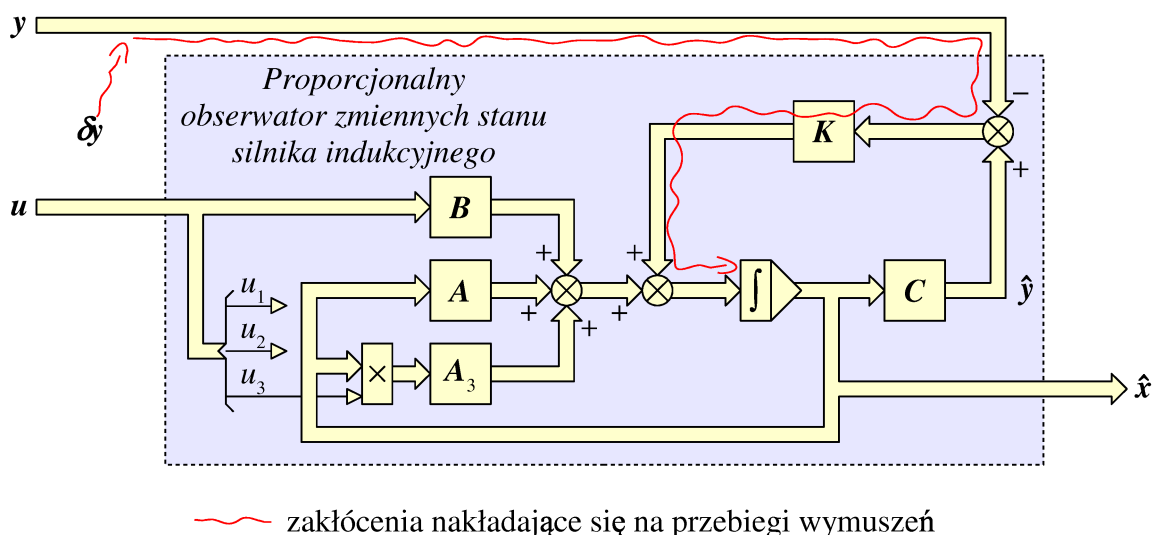 y
Proporcjonalny
obserwator zmiennych stanu
silnika indukcyjnego
δy
−
K
+
u
B
+
+
u1
A
∫
C
ŷ
+
+
+
u2
u3
×
A3
x̂
zakłócenia nakładające się na przebiegi wymuszeń